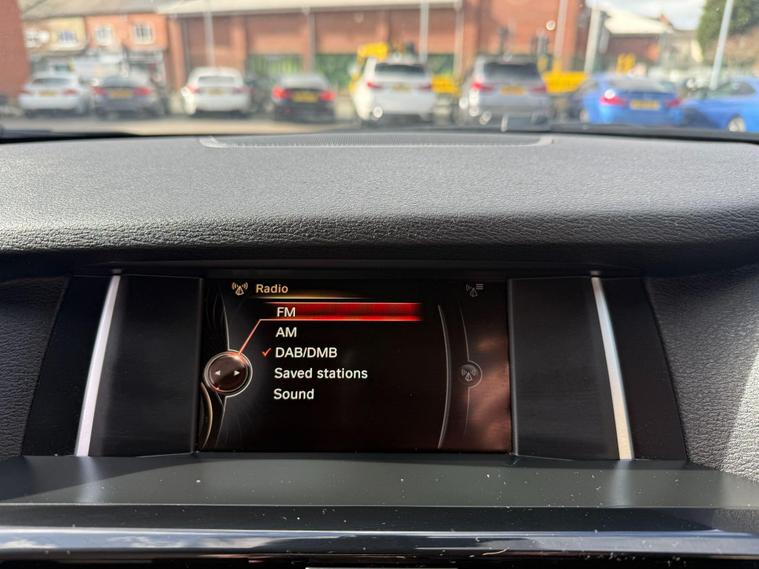 Radio
FM
AM
DAB/DMB
Saved stations
Sound